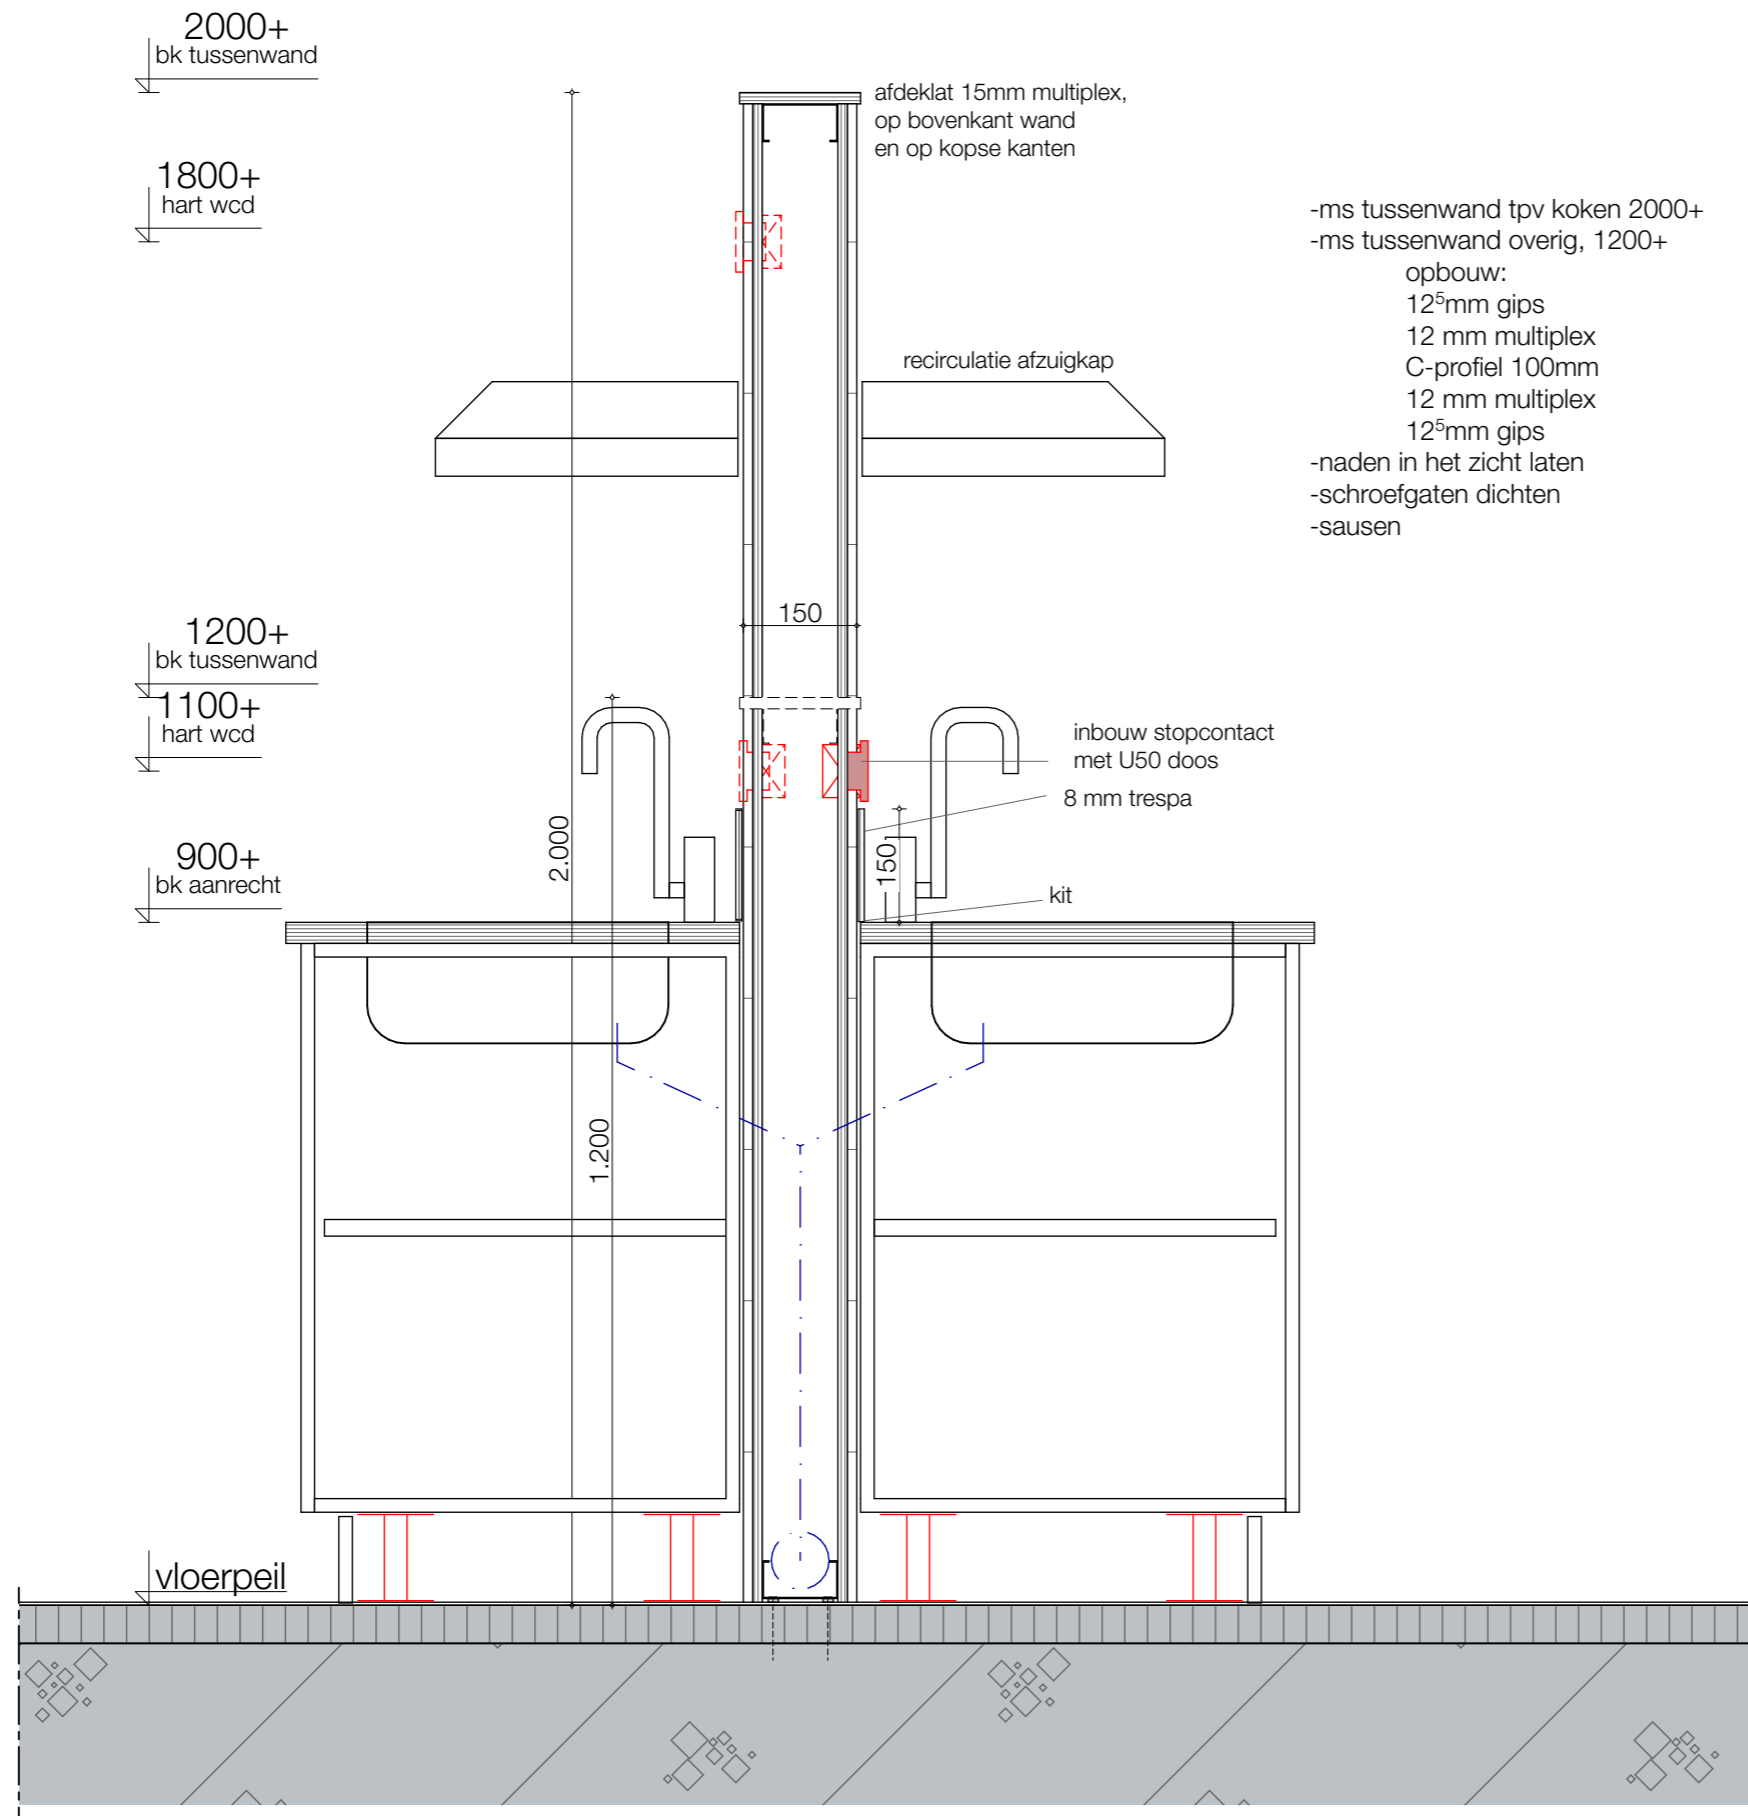 2000+
bk tussenwand
afdeklat 15mm multiplex,
op bovenkant wand
en op kopse kanten
1800+
hart wcd
-ms tussenwand tpv koken 2000+
-ms tussenwand overig, 1200+
opbouw:
12⁵mm gips
12 mm multiplex
C-profiel 100mm
12 mm multiplex
12⁵mm gips
-naden in het zicht laten
-schroefgaten dichten
-sausen
recirculatie afzuigkap
150
1200+
bk tussenwand
1100+
hart wcd
inbouw stopcontact
met U50 doos
8 mm trespa
2.000
150
900+
bk aanrecht
kit
1.200
vloerpeil